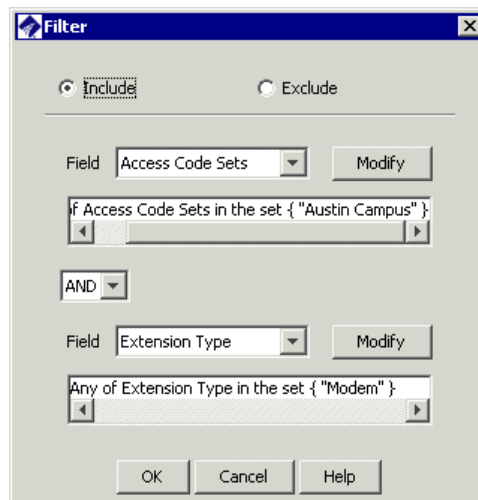 Filter
Include Exclude
Field Access Code Sets Modify
of Access Code Sets in the set { "Austin Campus" }
AND
Field Extension Type Modify
Any of Extension Type in the set { "Modem" }
OK Cancel Help